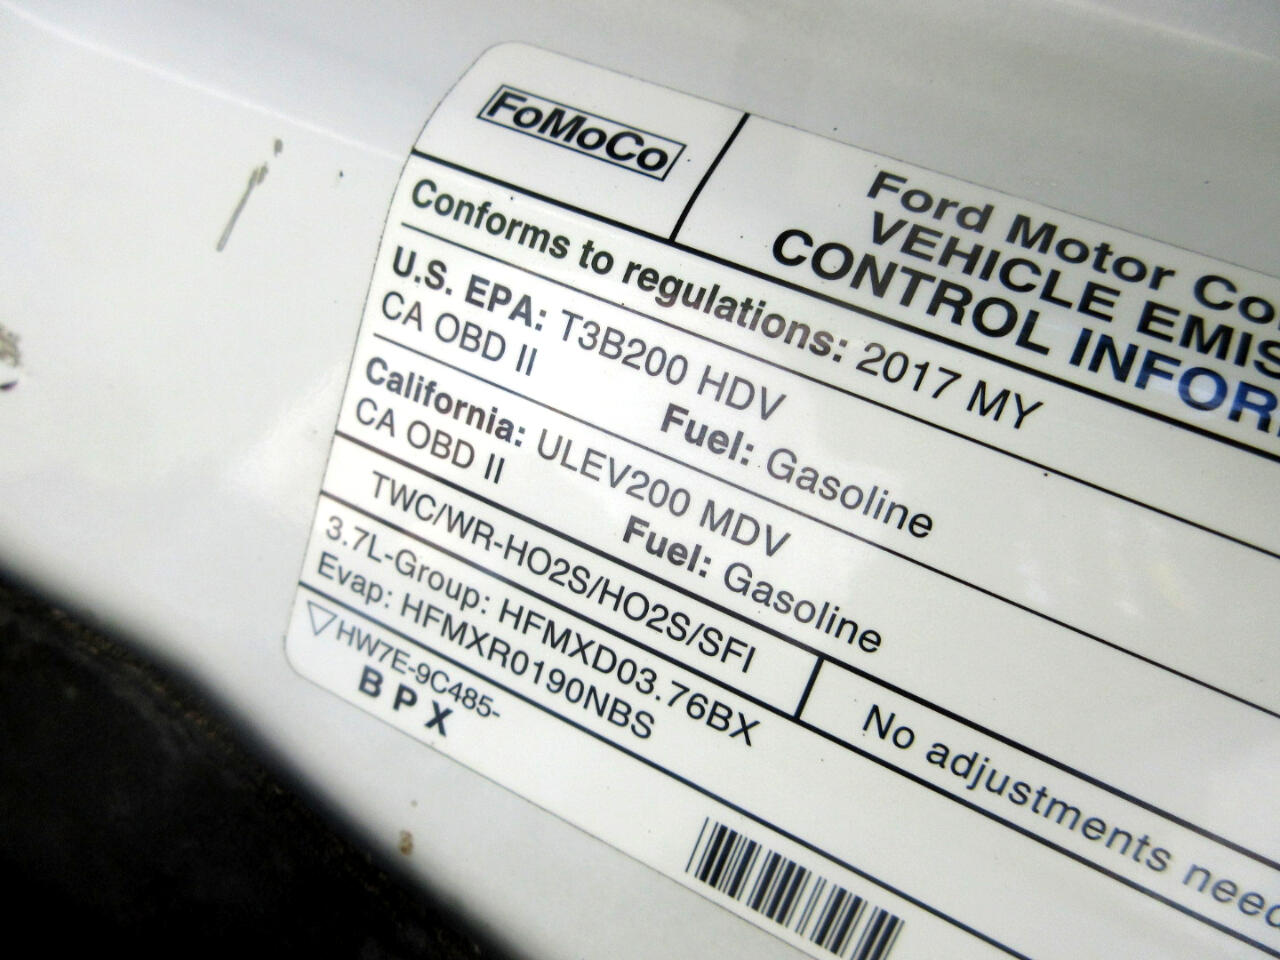 FoMoCo
Ford Motor Co
VEHICLE EMIS
CONTROL INFOR
Conforms to regulations: 2017 MY
U.S. EPA: T3B200 HDV
CA OBD II Fuel: Gasoline
California: ULEV200 MDV
CA OBD II Fuel: Gasoline
TWC/WR-HO2S/HO2S/SFI
No adjustments need
3.7L-Group: HFMXD03.76BX
Evap: HFMXR0190NBS
HW7E-9C485-
B P X